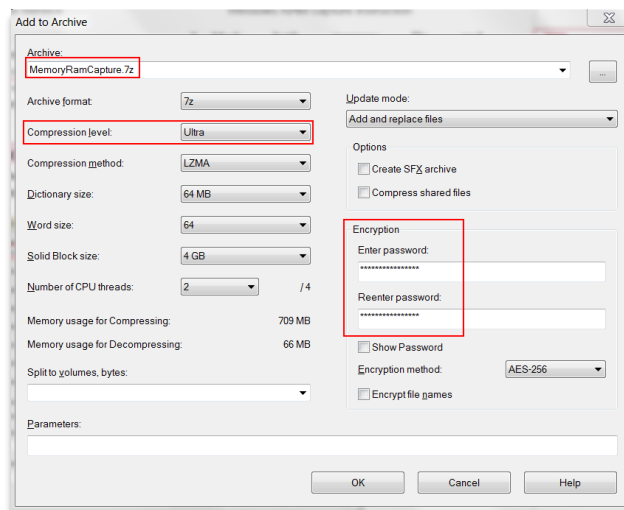 Add to Archive
Archive:
MemoryRamCapture.7z
...
Archive format:
7z
Compression level:
Ultra
Compression method:
LZMA
Dictionary size:
64 MB
Word size:
64
Solid Block size:
4 GB
Number of CPU threads:
2
/ 4
Memory usage for Compressing:
709 MB
Memory usage for Decompressing:
66 MB
Split to volumes, bytes:
Update mode:
Add and replace files
Options
Create SFX archive
Compress shared files
Encryption
Enter password:
****************
Reenter password:
****************
Show Password
Encryption method:
AES-256
Encrypt file names
Parameters:
OK
Cancel
Help